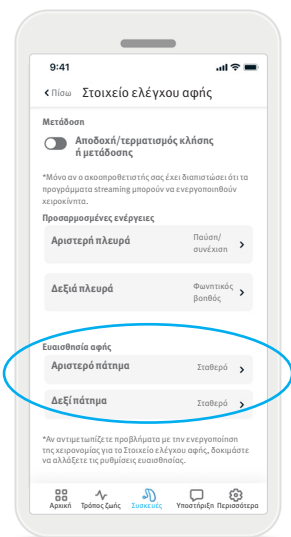 9:41
Πίσω Στοιχείο ελέγχου αφής
Μετάδοση
Αποδοχή/τερματισμός κλήσης
ή μετάδοσης
*Μόνο αν ο ακοοπροθετιστής σας έχει διαπιστώσει ότι τα
προγράμματα streaming μπορούν να ενεργοποιηθούν
χειροκίνητα.
Προσαρμοσμένες ενέργειες
Αριστερή πλευρά Παύση/
συνέχιση
Δεξιά πλευρά Φωνητικός
βοηθός
Ευαισθησία αφής
Αριστερό πάτημα Σταθερό
Δεξί πάτημα Σταθερό
*Αν αντιμετωπίζετε προβλήματα με την ενεργοποίηση
της χειρονομίας για το Στοιχείο ελέγχου αφής, δοκιμάστε
να αλλάξετε τις ρυθμίσεις ευαισθησίας.
Αρχική Τρόπος ζωής Συσκευές Υποστήριξη Περισσότερα